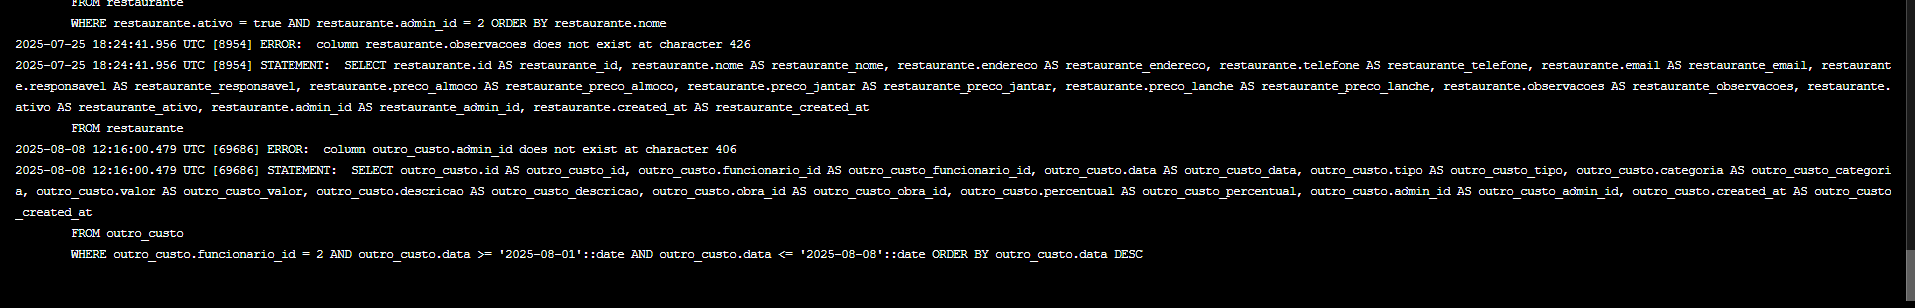 FROM restaurante
WHERE restaurante.ativo = true AND restaurante.admin_id = 2 ORDER BY restaurante.nome
2025-07-25 18:24:41.956 UTC [8954] ERROR:  column restaurante.observacoes does not exist at character 426
2025-07-25 18:24:41.956 UTC [8954] STATEMENT:  SELECT restaurante.id AS restaurante_id, restaurante.nome AS restaurante_nome, restaurante.endereco AS restaurante_endereco, restaurante.telefone AS restaurante_telefone, restaurante.email AS restaurante_email, restaurant
e.responsavel AS restaurante_responsavel, restaurante.preco_almoco AS restaurante_preco_almoco, restaurante.preco_jantar AS restaurante_preco_jantar, restaurante.preco_lanche AS restaurante_preco_lanche, restaurante.observacoes AS restaurante_observacoes, restaurante.
ativo AS restaurante_ativo, restaurante.admin_id AS restaurante_admin_id, restaurante.created_at AS restaurante_created_at
FROM restaurante
2025-08-08 12:16:00.479 UTC [69686] ERROR:  column outro_custo.admin_id does not exist at character 406
2025-08-08 12:16:00.479 UTC [69686] STATEMENT:  SELECT outro_custo.id AS outro_custo_id, outro_custo.funcionario_id AS outro_custo_funcionario_id, outro_custo.data AS outro_custo_data, outro_custo.tipo AS outro_custo_tipo, outro_custo.categoria AS outro_custo_categori
a, outro_custo.valor AS outro_custo_valor, outro_custo.descricao AS outro_custo_descricao, outro_custo.obra_id AS outro_custo_obra_id, outro_custo.percentual AS outro_custo_percentual, outro_custo.admin_id AS outro_custo_admin_id, outro_custo.created_at AS outro_custo
_created_at
FROM outro_custo
WHERE outro_custo.funcionario_id = 2 AND outro_custo.data >= '2025-08-01'::date AND outro_custo.data <= '2025-08-08'::date ORDER BY outro_custo.data DESC